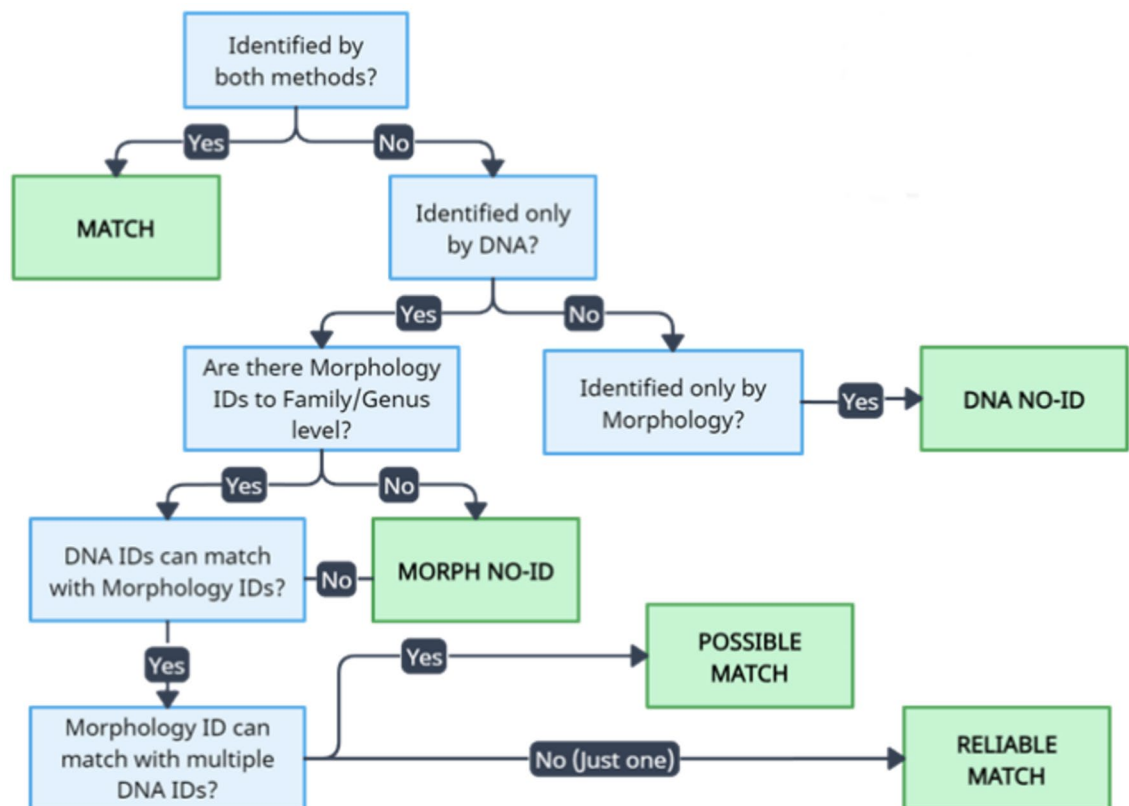 Identified by
both methods?
Yes
No
MATCH
Identified only
by DNA?
Yes
No
Are there Morphology
IDs to Family/Genus
level?
Identified only by
Morphology?
Yes
DNA NO-ID
Yes
No
DNA IDs can match
with Morphology IDs?
No
MORPH NO-ID
Yes
Yes
POSSIBLE
MATCH
Morphology ID can
match with multiple
DNA IDs?
No (Just one)
RELIABLE
MATCH